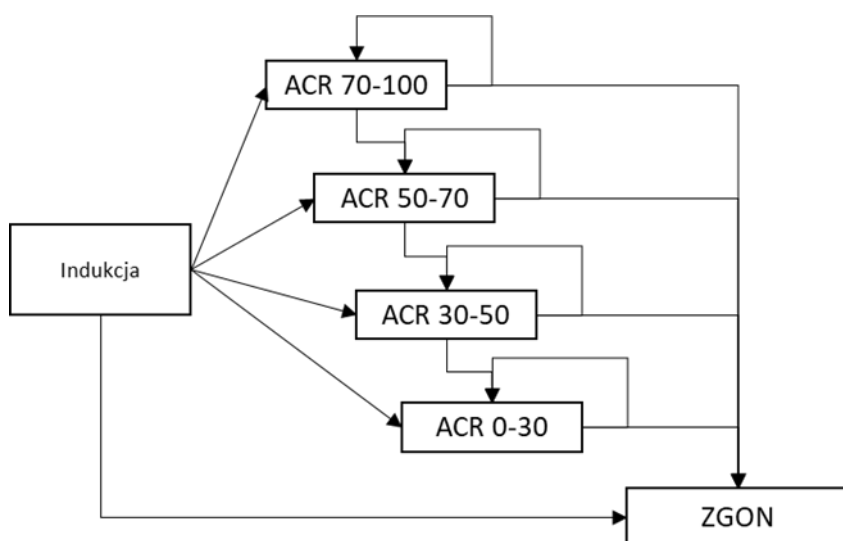 ACR 70-100
ACR 50-70
Indukcja
ACR 30-50
ACR 0-30
ZGON